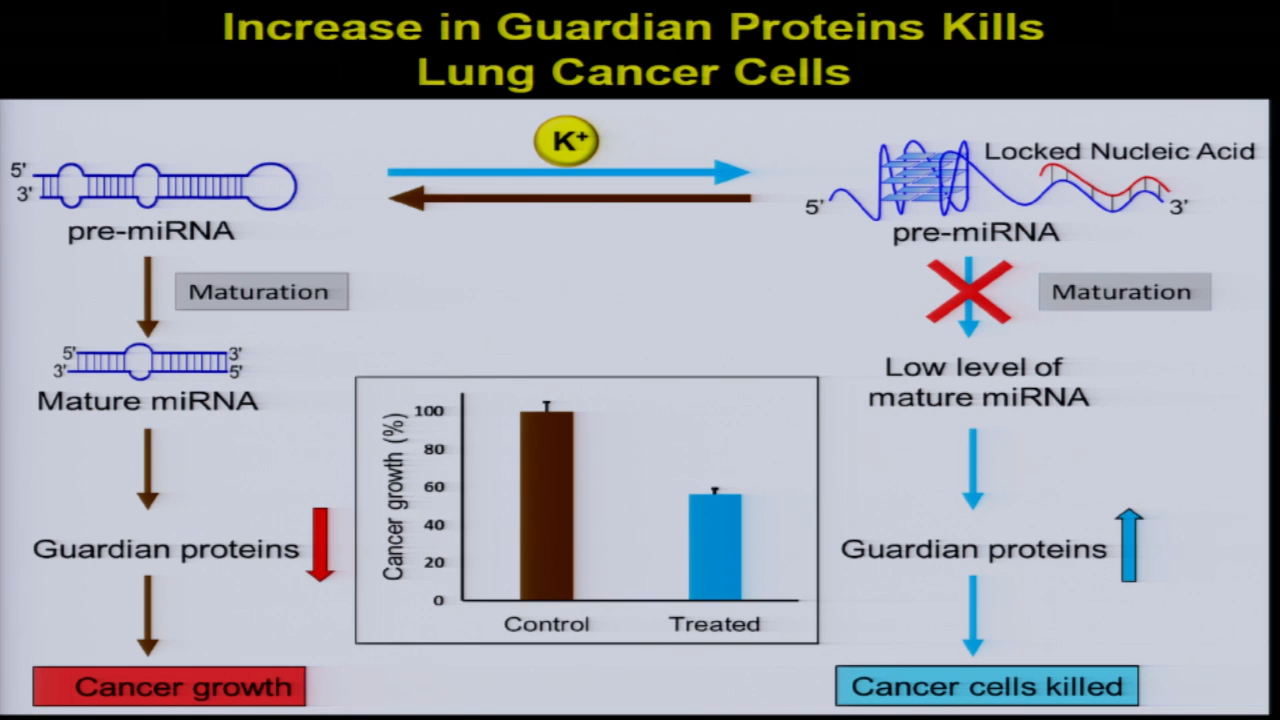 Increase in Guardian Proteins Kills
Lung Cancer Cells
K+
5'
3'
pre-miRNA
Locked Nucleic Acid
5'
3'
pre-miRNA
Maturation
Maturation
5'
3'
3'
5'
Mature miRNA
Low level of
mature miRNA
Cancer growth (%)
100
80
60
40
20
0
Control
Treated
Guardian proteins
Guardian proteins
Cancer growth
Cancer cells killed